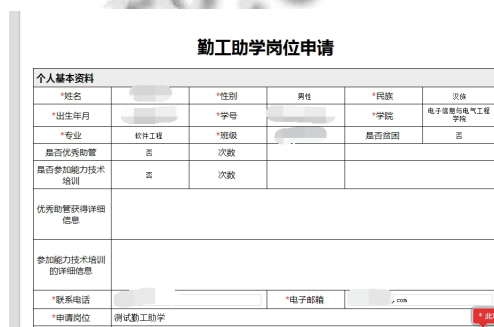 勤工助学岗位申请
个人基本资料
*姓名 *性别 男性 *民族 汉族
*出生年月 *学号 *学院 电子信息与电气工程学院
*专业 软件工程 *班级 是否贫困 否
是否优秀助管 否 次数
是否参加能力技术培训 否 次数
优秀助管获得详细信息
参加能力技术培训的详细信息
*联系电话 *电子邮箱 .com
*申请岗位 测试勤工助学